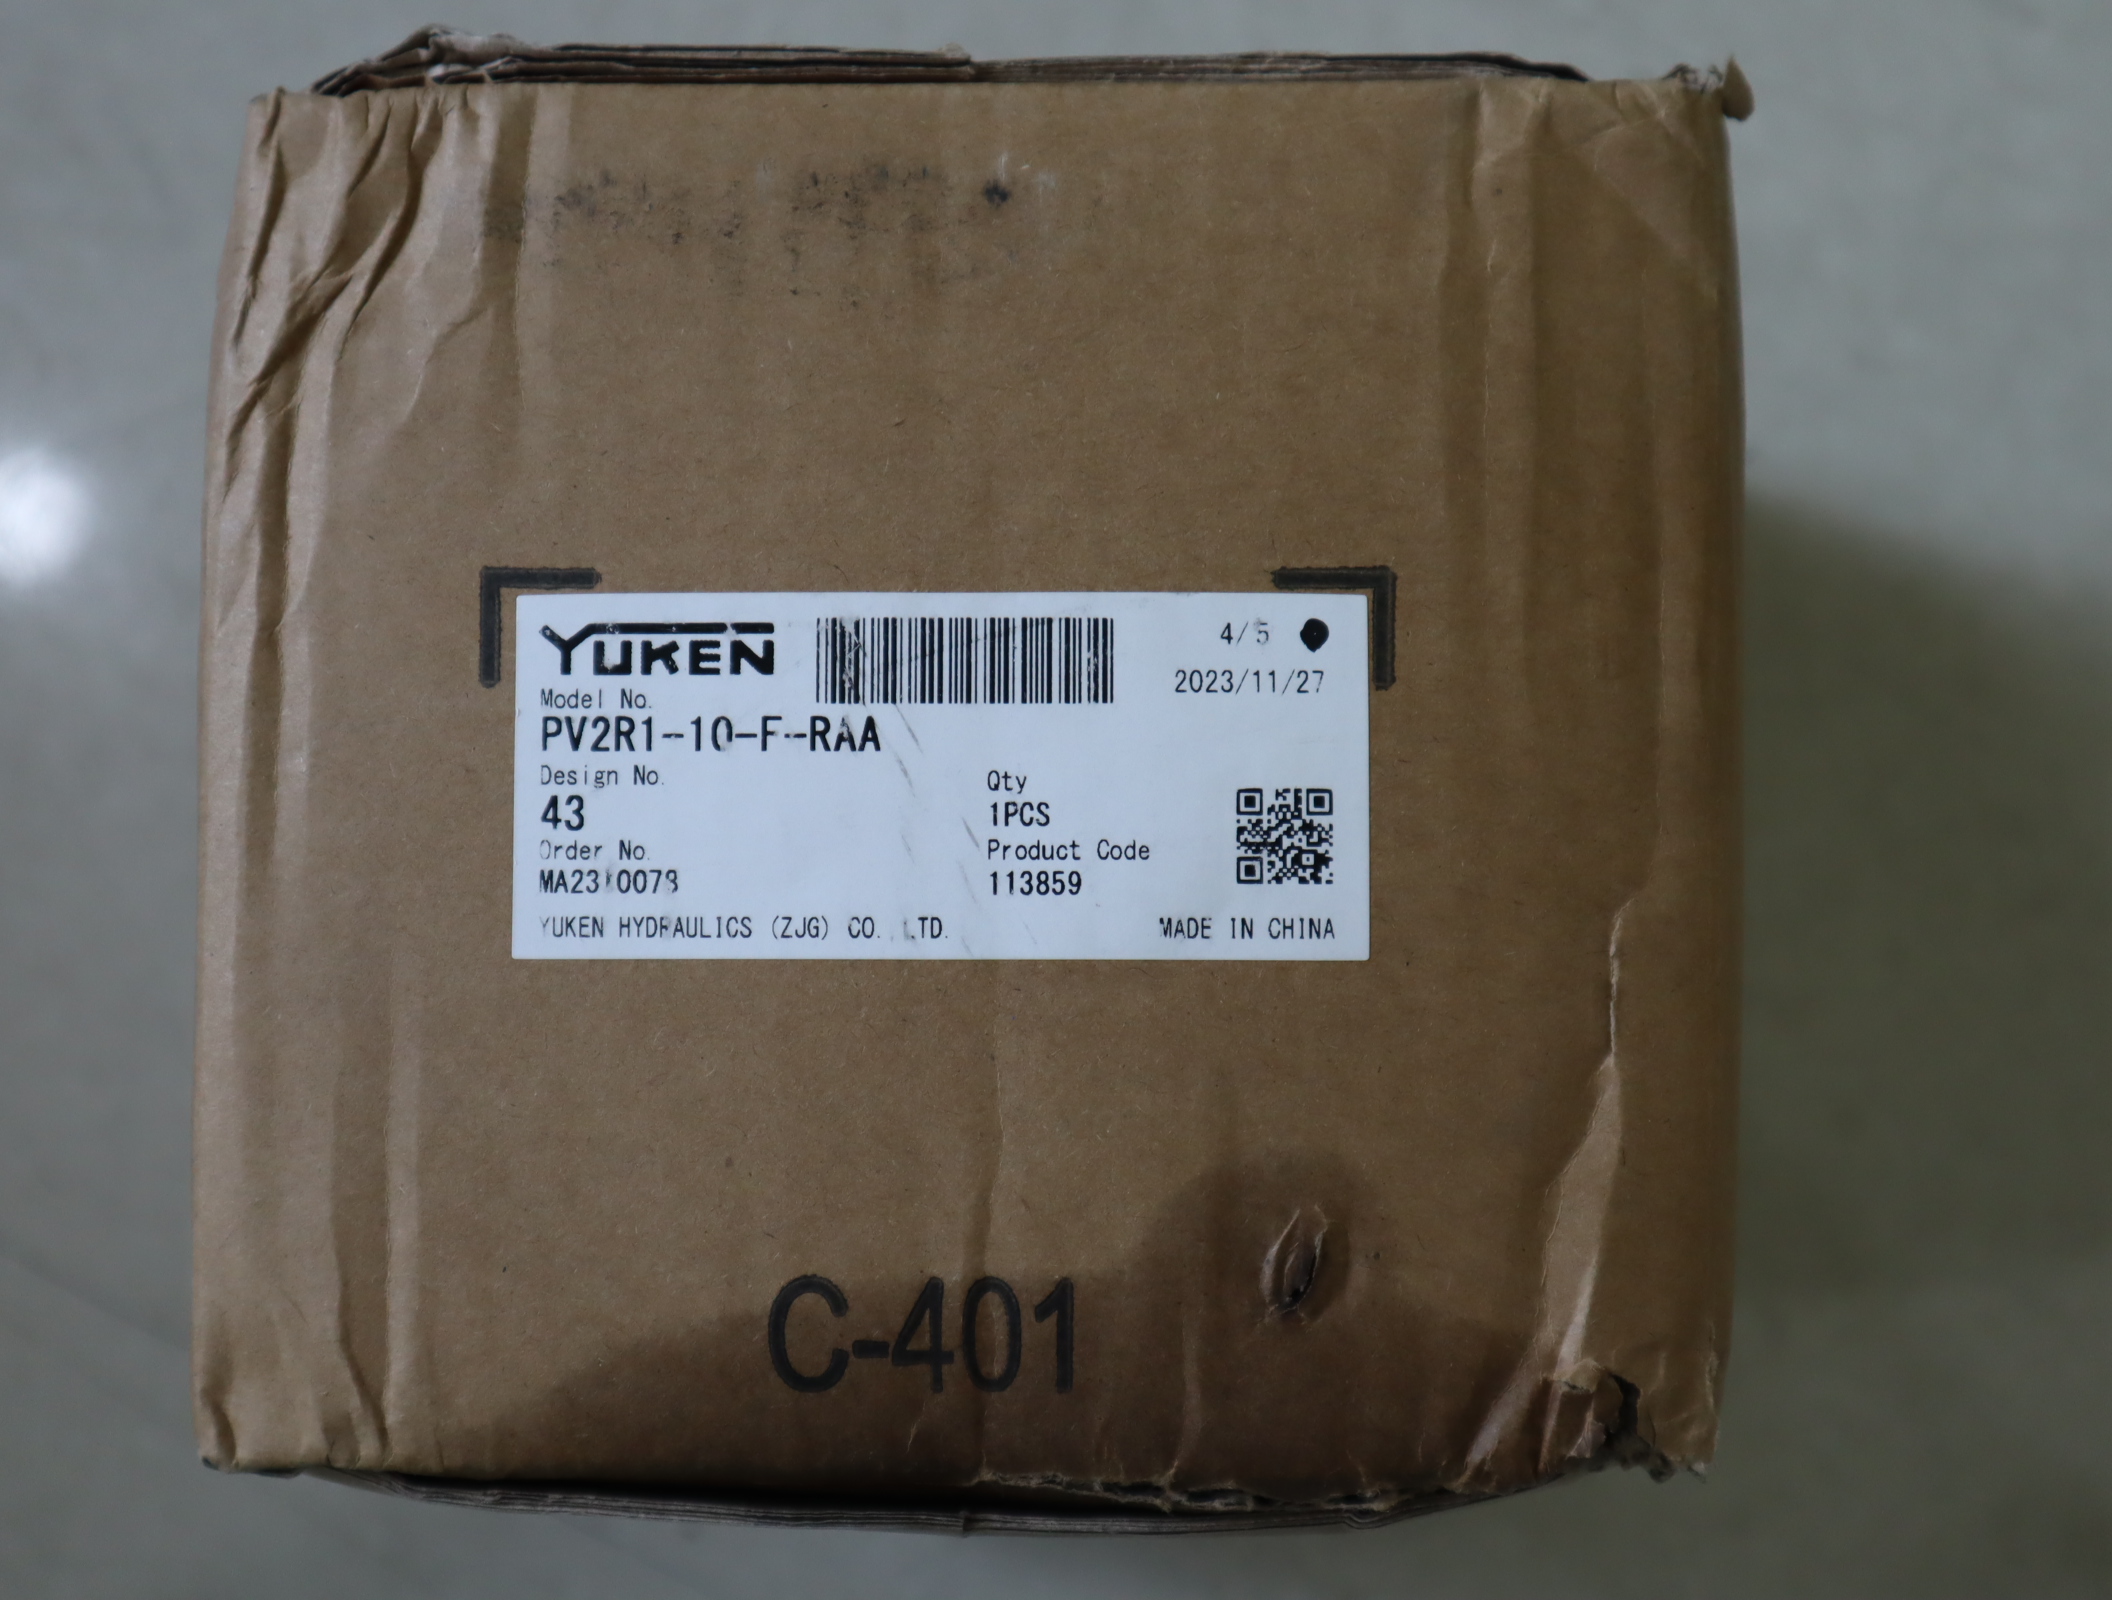 YUKEN
4/5
2023/11/27
Model No.
PV2R1-10-F-RAA
Design No.
43
Qty
1PCS
Order No.
Product Code
113859
YUKEN HYDRAULICS (ZJG) CO. LTD.
MADE IN CHINA
C-401